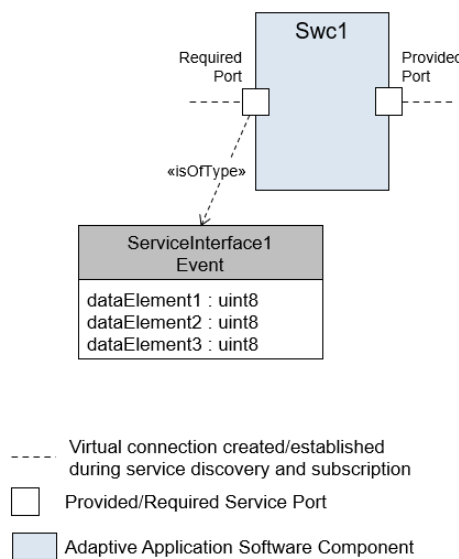 Swc1
Required
Port
Provided
Port
«isOfType»
ServiceInterface1
Event
dataElement1 : uint8
dataElement2 : uint8
dataElement3 : uint8
Virtual connection created/established
during service discovery and subscription
Provided/Required Service Port
Adaptive Application Software Component